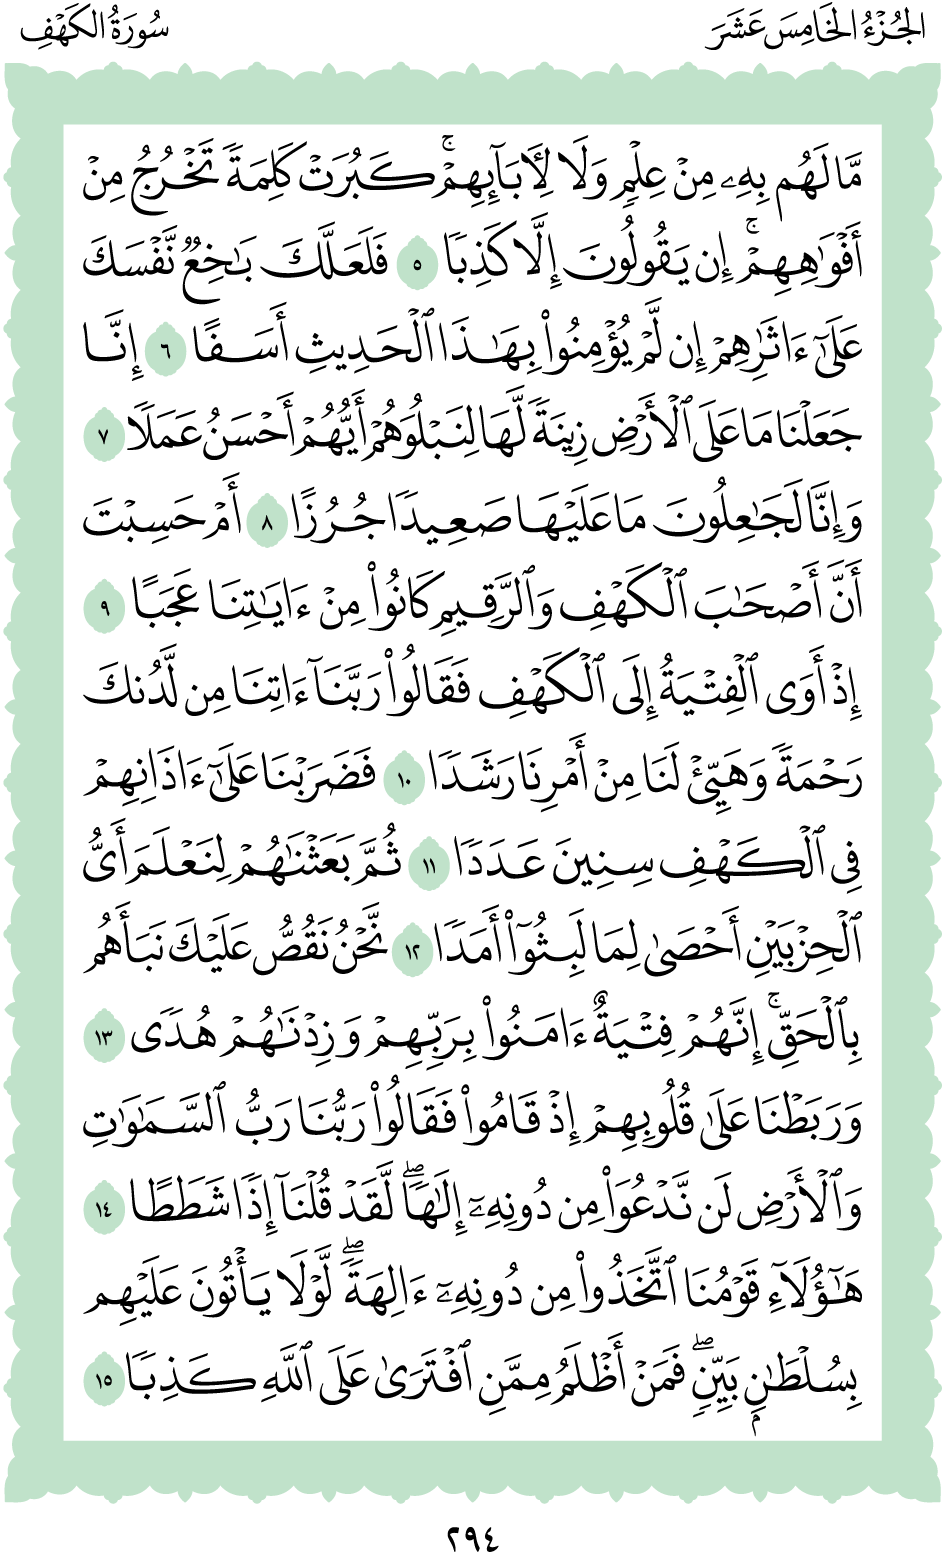 الجُزْءُ الخَامِسَ عَشَرَ
سُورَةُ الكَهْفِ
مَّا لَهُم بِهِۦ مِنْ عِلْمٍ وَلَا لِأٓبَآئِهِمْۚ كَبُرَتْ كَلِمَةً تَخْرُجُ مِنْ
أَفْوَٰهِهِمْۚ إِن يَقُولُونَ إِلَّا كَذِبًا ٥ فَلَعَلَّكَ بَٰخِعٌ نَّفْسَكَ
عَلَىٰٓ ءَاثَٰرِهِمْ إِن لَّمْ يُؤْمِنُوا۟ بِهَٰذَا ٱلْحَدِيثِ أَسَفًا ٦ إِنَّا
جَعَلْنَا مَا عَلَى ٱلْأَرْضِ زِينَةً لَّهَا لِنَبْلُوَهُمْ أَيُّهُمْ أَحْسَنُ عَمَلًا ٧
وَإِنَّا لَجَٰعِلُونَ مَا عَلَيْهَا صَعِيدًا جُرُزًا ٨ أَمْ حَسِبْتَ
أَنَّ أَصْحَٰبَ ٱلْكَهْفِ وَٱلرَّقِيمِ كَانُوا۟ مِنْ ءَايَٰتِنَا عَجَبًا ٩
إِذْ أَوَى ٱلْفِتْيَةُ إِلَى ٱلْكَهْفِ فَقَالُوا۟ رَبَّنَآ ءَاتِنَا مِن لَّدُنكَ
رَحْمَةً وَهَيِّئْ لَنَا مِنْ أَمْرِنَا رَشَدًا ١٠ فَضَرَبْنَا عَلَىٰٓ ءَاذَانِهِمْ
فِى ٱلْكَهْفِ سِنِينَ عَدَدًا ١١ ثُمَّ بَعَثْنَٰهُمْ لِنَعْلَمَ أَىُّ
ٱلْحِزْبَيْنِ أَحْصَىٰ لِمَا لَبِثُوٓا۟ أَمَدًا ١٢ نَّحْنُ نَقُصُّ عَلَيْكَ نَبَأَهُم
بِٱلْحَقِّۚ إِنَّهُمْ فِتْيَةٌ ءَامَنُوا۟ بِرَبِّهِمْ وَزِدْنَٰهُمْ هُدًى ١٣
وَرَبَطْنَا عَلَىٰ قُلُوبِهِمْ إِذْ قَامُوا۟ فَقَالُوا۟ رَبُّنَا رَبُّ ٱلسَّمَٰوَٰتِ
وَٱلْأَرْضِ لَن نَّدْعُوَا۟ مِن دُونِهِۦٓ إِلَٰهًاۖ لَّقَدْ قُلْنَآ إِذًا شَطَطًا ١٤
هَٰٓؤُلَآءِ قَوْمُنَا ٱتَّخَذُوا۟ مِن دُونِهِۦٓ ءَالِهَةًۖ لَّوْلَا يَأْتُونَ عَلَيْهِم
بِسُلْطَٰنٍۭ بَيِّنٍۖ فَمَنْ أَظْلَمُ مِمَّنِ ٱفْتَرَىٰ عَلَى ٱللَّهِ كَذِبًا ١٥
٢٩٤